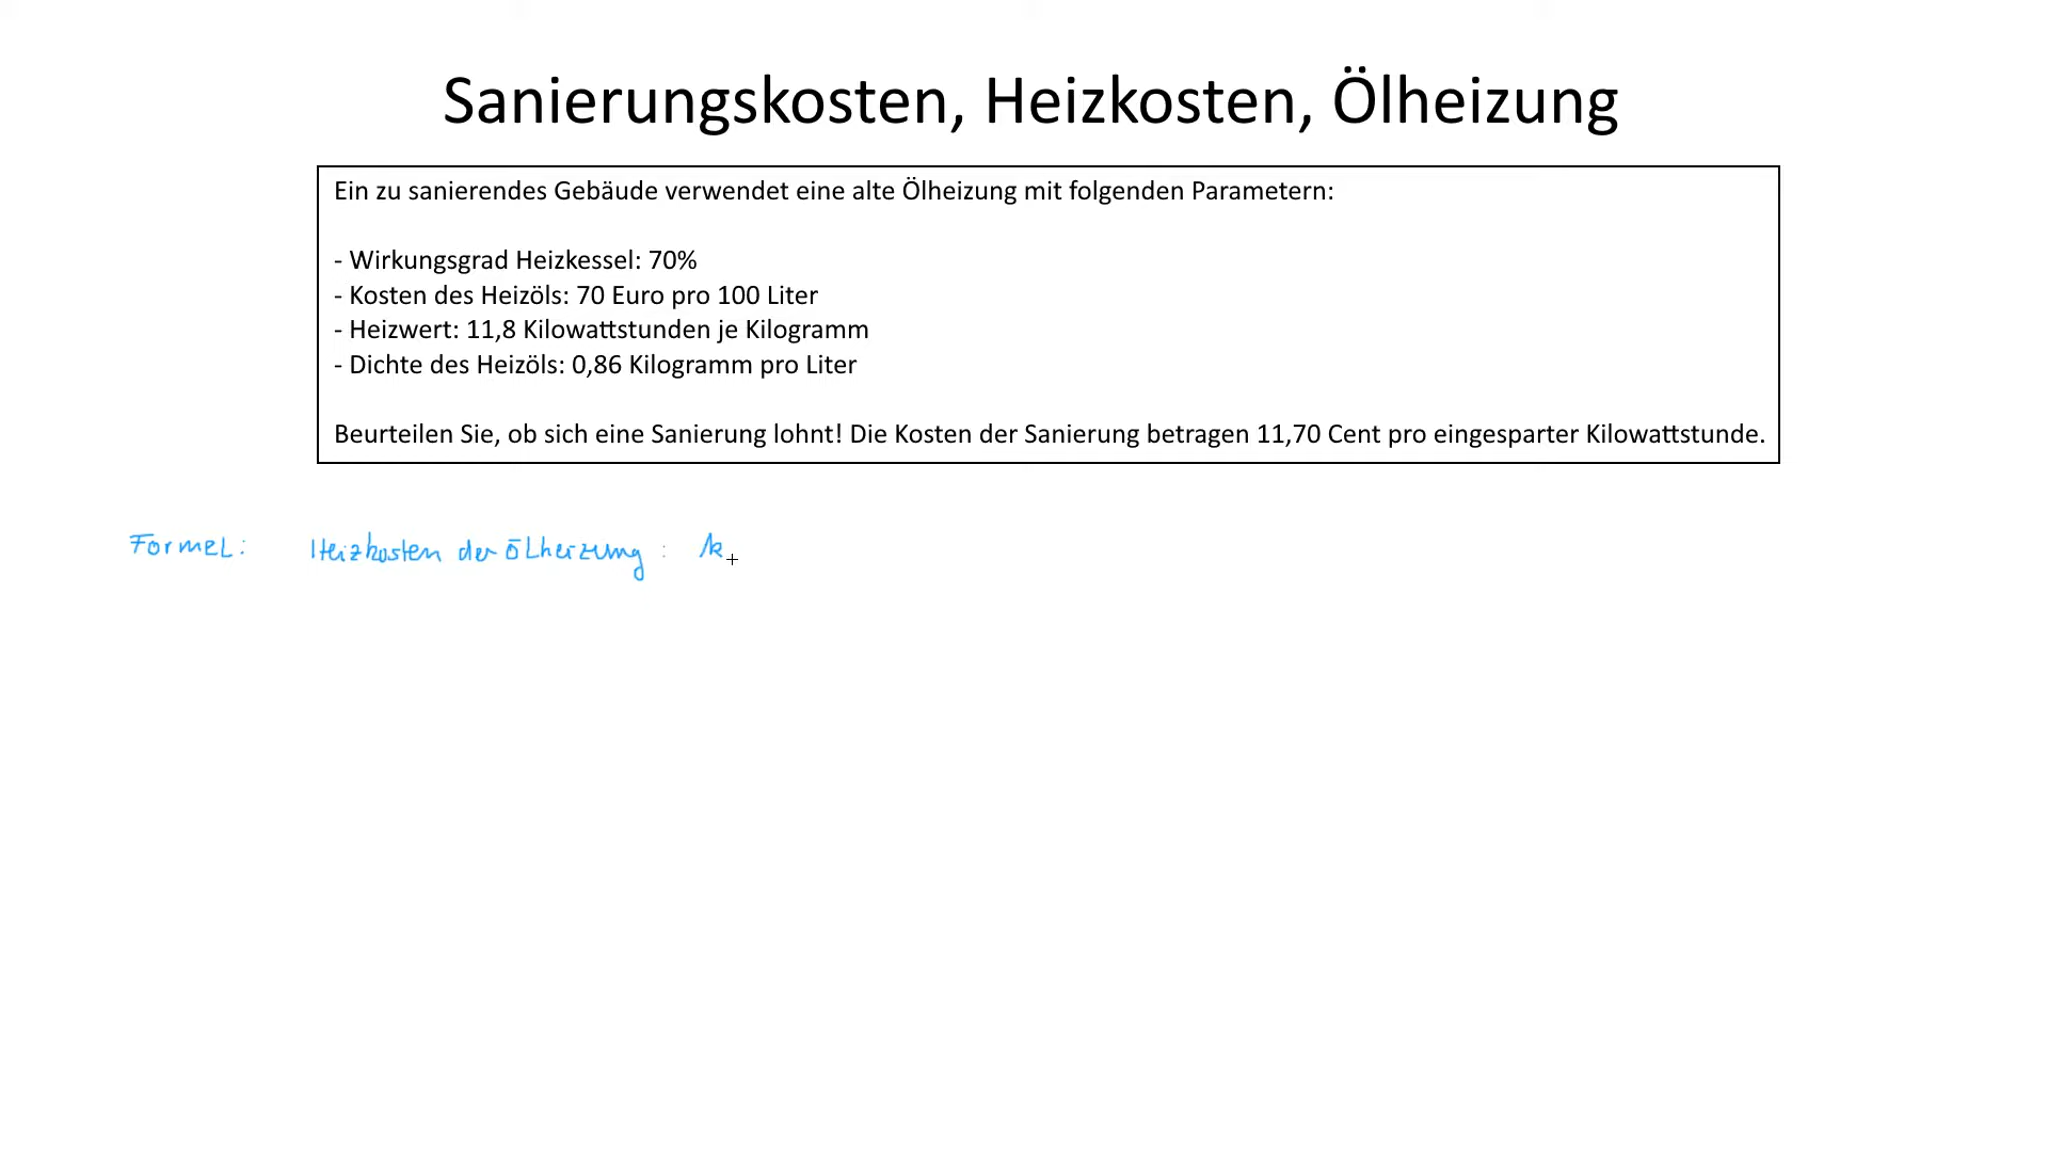 Sanierungskosten, Heizkosten, Ölheizung
Ein zu sanierendes Gebäude verwendet eine alte Ölheizung mit folgenden Parametern:
- Wirkungsgrad Heizkessel: 70%
- Kosten des Heizöls: 70 Euro pro 100 Liter
- Heizwert: 11,8 Kilowattstunden je Kilogramm
- Dichte des Heizöls: 0,86 Kilogramm pro Liter
Beurteilen Sie, ob sich eine Sanierung lohnt! Die Kosten der Sanierung betragen 11,70 Cent pro eingesparter Kilowattstunde.
Formel: Heizkosten der Ölheizung: k